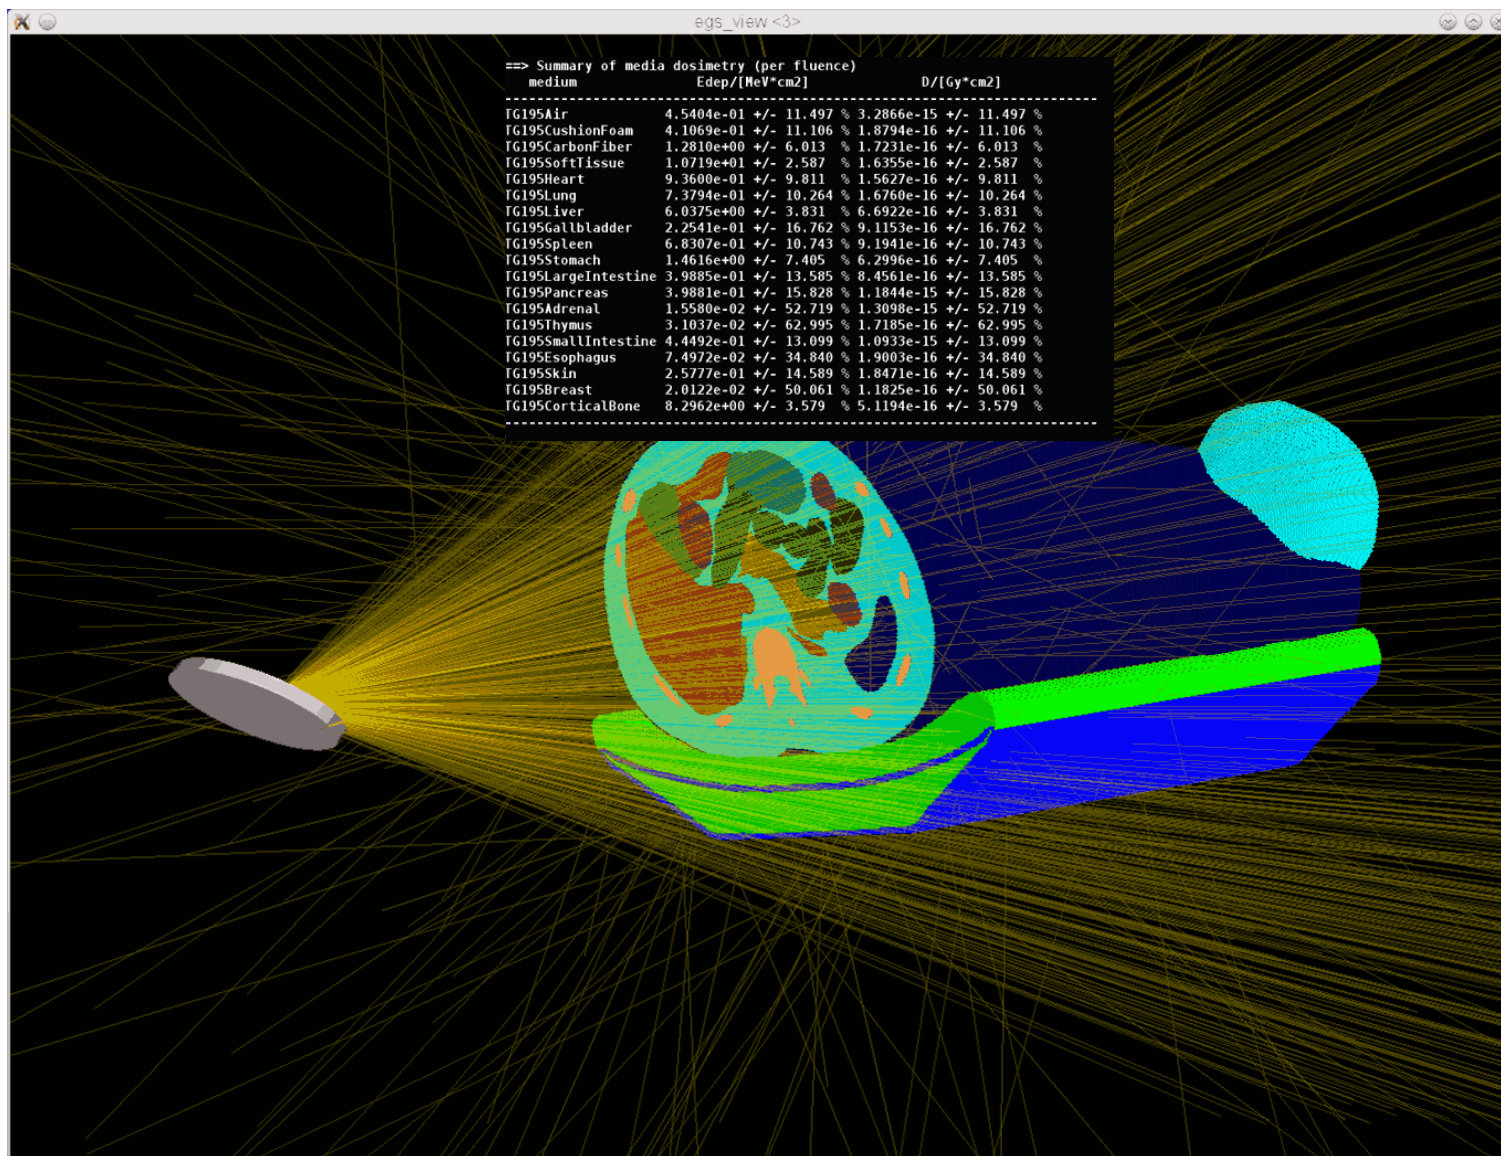 egs_view <3>
==> Summary of media dosimetry (per fluence)
medium Edep/[MeV*cm2] D/[Gy*cm2]
-----------------------------------------------------------------------------
TG195Air 4.5404e-01 +/- 11.497 % 3.2866e-15 +/- 11.497 %
TG195CushionFoam 4.1069e-01 +/- 11.106 % 1.8794e-16 +/- 11.106 %
TG195CarbonFiber 1.2810e+00 +/- 6.013 % 1.7231e-16 +/- 6.013 %
TG195SoftTissue 1.0719e+01 +/- 2.587 % 1.6355e-16 +/- 2.587 %
TG195Heart 9.3600e-01 +/- 9.811 % 1.5627e-16 +/- 9.811 %
TG195Lung 7.3794e-01 +/- 10.264 % 1.6760e-16 +/- 10.264 %
TG195Liver 6.0375e+00 +/- 3.831 % 6.6922e-16 +/- 3.831 %
TG195Gallbladder 2.2541e-01 +/- 16.762 % 9.1153e-16 +/- 16.762 %
TG195Spleen 6.8307e-01 +/- 10.743 % 9.1941e-16 +/- 10.743 %
TG195Stomach 1.4616e+00 +/- 7.405 % 6.2996e-16 +/- 7.405 %
TG195LargeIntestine 3.9885e-01 +/- 13.585 % 8.4561e-16 +/- 13.585 %
TG195Pancreas 3.9881e-01 +/- 15.828 % 1.1844e-15 +/- 15.828 %
TG195Adrenal 1.5580e-02 +/- 52.719 % 1.3098e-15 +/- 52.719 %
TG195Thymus 3.1037e-02 +/- 62.995 % 1.7185e-16 +/- 62.995 %
TG195SmallIntestine 4.4492e-01 +/- 13.099 % 1.0933e-15 +/- 13.099 %
TG195Esophagus 7.4972e-02 +/- 34.840 % 1.9003e-16 +/- 34.840 %
TG195Skin 2.5777e-01 +/- 14.589 % 1.8471e-16 +/- 14.589 %
TG195Breast 2.0122e-02 +/- 50.061 % 1.1825e-16 +/- 50.061 %
TG195CorticalBone 8.2962e+00 +/- 3.579 % 5.1194e-16 +/- 3.579 %
-----------------------------------------------------------------------------